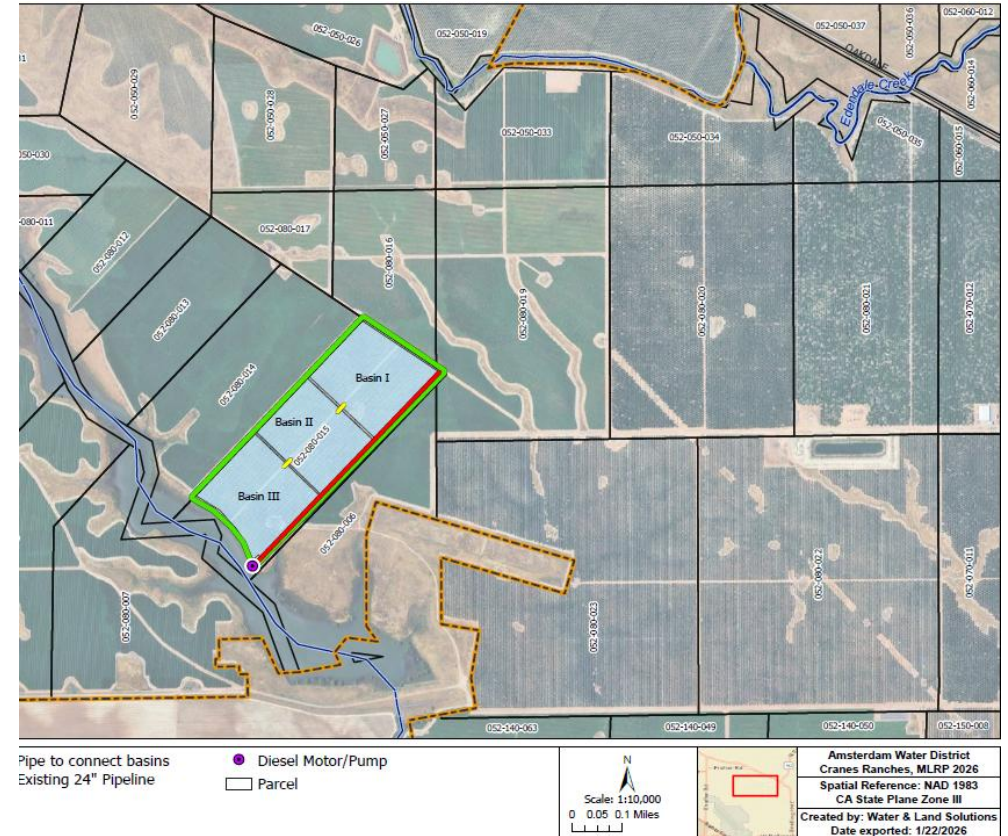 052-050-026
052-050-019
052-050-037
052-050-036
052-060-012
31
052-050-029
052-050-028
052-050-027
052-050-033
052-050-034
OAKDALE
Edendale Creek
052-050-035
052-060-014
052-060-015
050-030
-080-011
052-080-012
052-080-017
052-080-016
052-080-013
052-080-019
052-080-020
052-080-021
052-070-012
052-080-014
Basin I
Basin II
052-080-015
Basin III
052-080-006
052-080-007
052-080-023
052-080-022
052-070-011
052-140-063
052-140-049
052-140-050
052-150-008
Pipe to connect basins
Existing 24" Pipeline
Diesel Motor/Pump
Parcel
N
Scale: 1:10,000
0 0.05 0.1 Miles
Amsterdam Water District
Cranes Ranches, MLRP 2026
Spatial Reference: NAD 1983
CA State Plane Zone III
Created by: Water & Land Solutions
Date exported: 1/22/2026